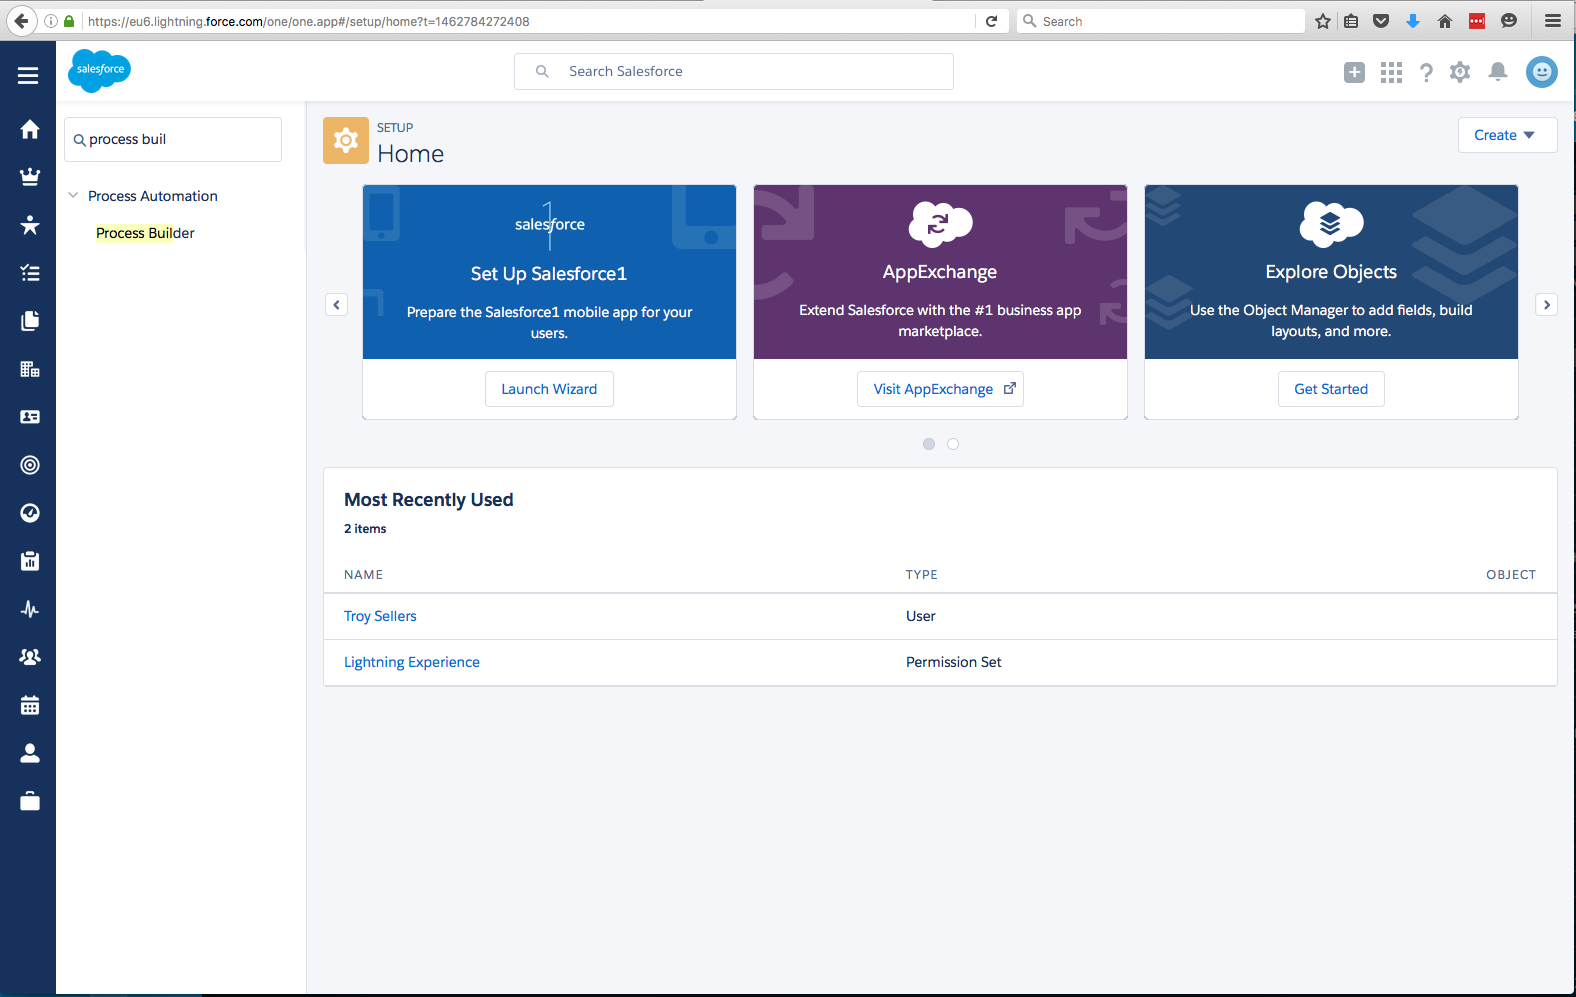 https://eu6.lightning.force.com/one/one.app#/setup/home?t=1462784272408
Search
salesforce
Search Salesforce
process buil
Process Automation
Process Builder
SETUP
Home
Create
salesforce1
Set Up Salesforce1
Prepare the Salesforce1 mobile app for your
users.
Launch Wizard
AppExchange
Extend Salesforce with the #1 business app
marketplace.
Visit AppExchange
Explore Objects
Use the Object Manager to add fields, build
layouts, and more.
Get Started
Most Recently Used
2 items
NAME TYPE OBJECT
Troy Sellers User
Lightning Experience Permission Set